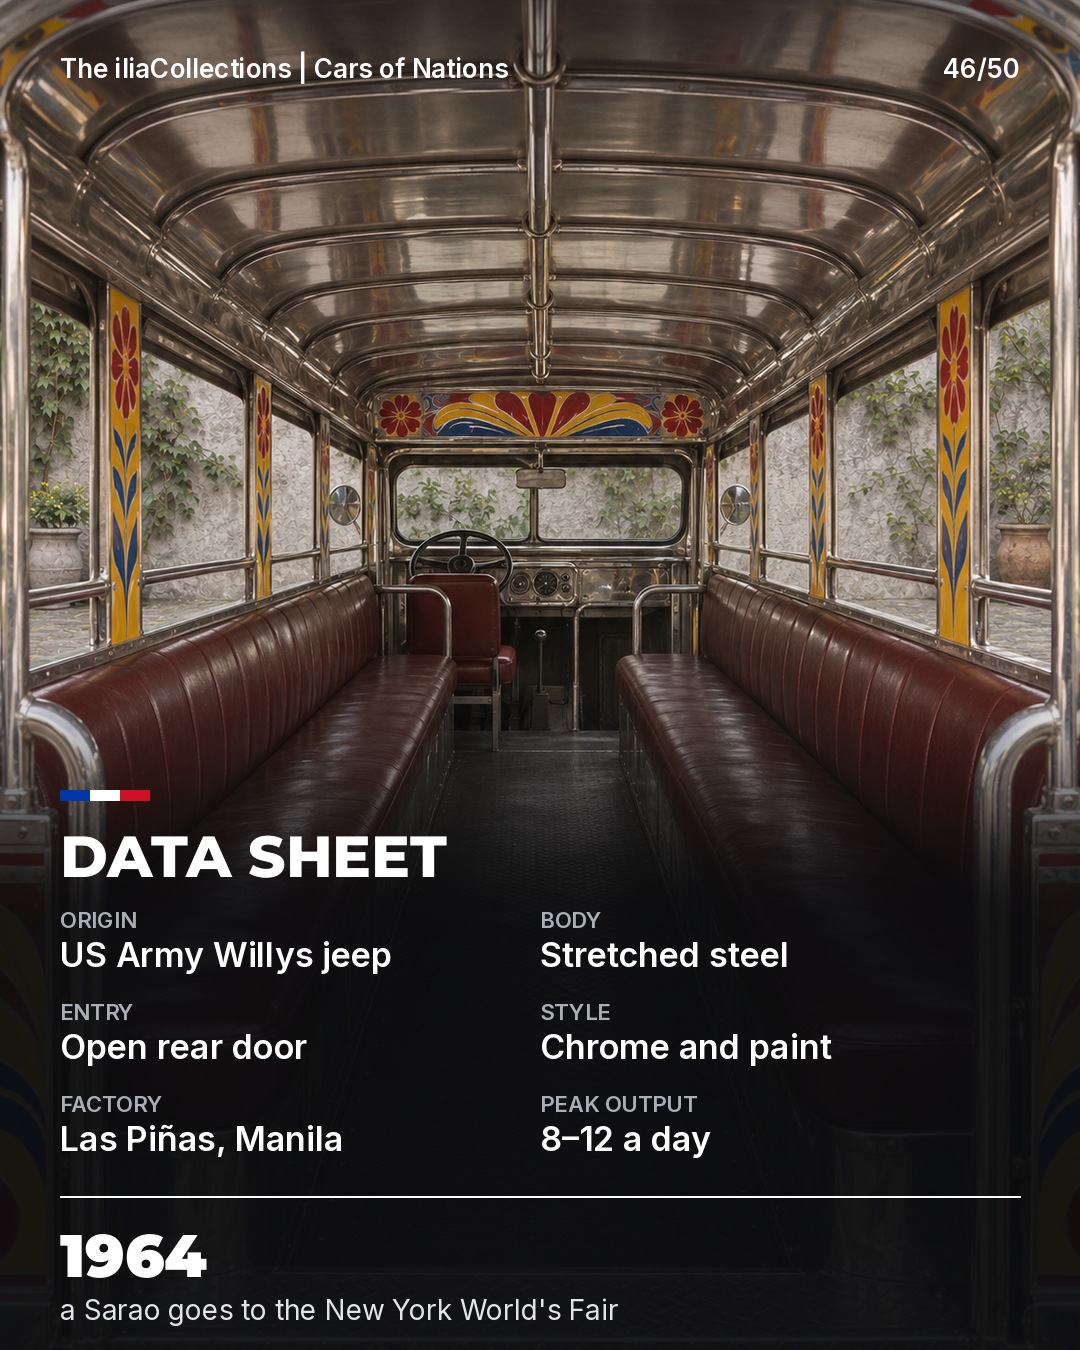 The iliaCollections | Cars of Nations
46/50
DATA SHEET
ORIGIN
US Army Willys jeep
BODY
Stretched steel
ENTRY
Open rear door
STYLE
Chrome and paint
FACTORY
Las Piñas, Manila
PEAK OUTPUT
8–12 a day
1964
a Sarao goes to the New York World's Fair